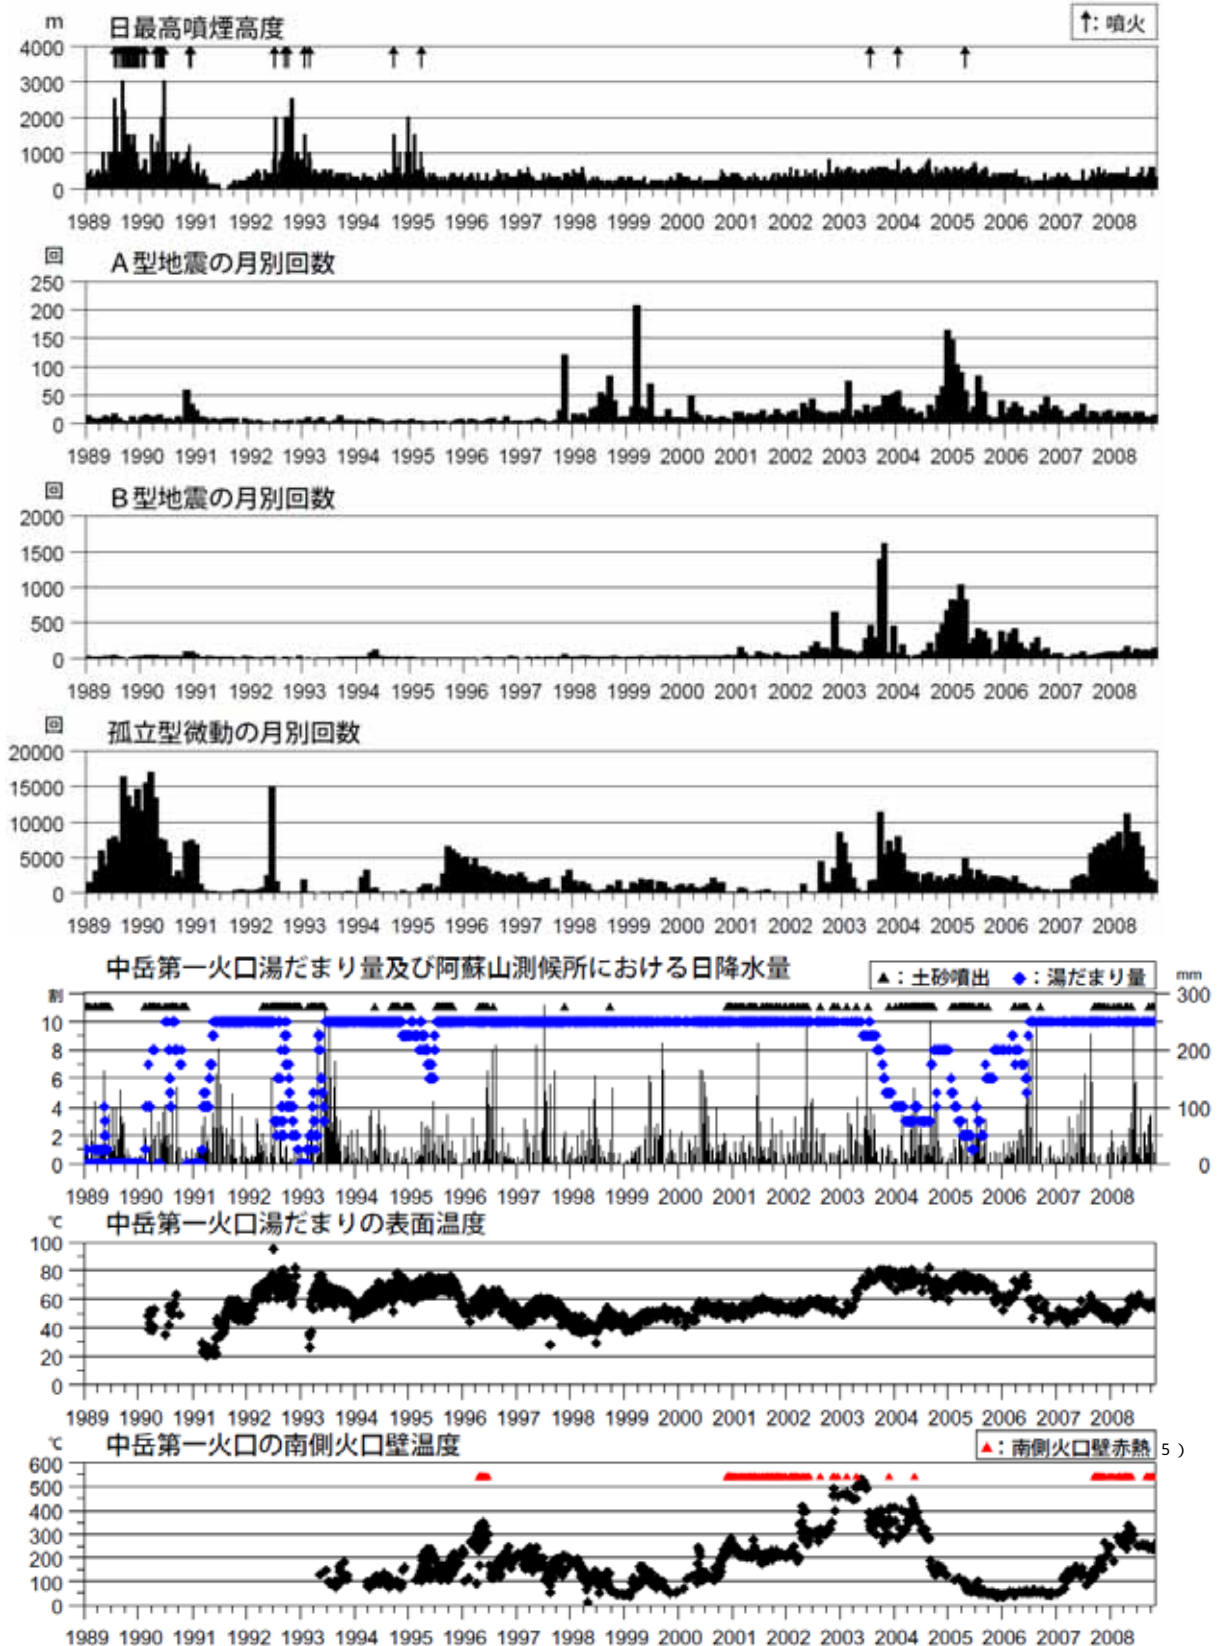 m 日最高噴煙高度 ↑: 噴火
4000
3000
2000
1000
0
1989 1990 1991 1992 1993 1994 1995 1996 1997 1998 1999 2000 2001 2002 2003 2004 2005 2006 2007 2008
回 A型地震の月別回数
250
200
150
100
50
0
1989 1990 1991 1992 1993 1994 1995 1996 1997 1998 1999 2000 2001 2002 2003 2004 2005 2006 2007 2008
回 B型地震の月別回数
2000
1500
1000
500
0
1989 1990 1991 1992 1993 1994 1995 1996 1997 1998 1999 2000 2001 2002 2003 2004 2005 2006 2007 2008
回 孤立型微動の月別回数
20000
15000
10000
5000
0
1989 1990 1991 1992 1993 1994 1995 1996 1997 1998 1999 2000 2001 2002 2003 2004 2005 2006 2007 2008
中岳第一火口湯だまり量及び阿蘇山測候所における日降水量 ▲:土砂噴出 ◆:湯だまり量 mm
割 300
10
8 200
6
4 100
2
0 0
1989 1990 1991 1992 1993 1994 1995 1996 1997 1998 1999 2000 2001 2002 2003 2004 2005 2006 2007 2008
℃ 中岳第一火口湯だまりの表面温度
100
80
60
40
20
0
1989 1990 1991 1992 1993 1994 1995 1996 1997 1998 1999 2000 2001 2002 2003 2004 2005 2006 2007 2008
℃ 中岳第一火口の南側火口壁温度 ▲:南側火口壁赤熱 5)
600
500
400
300
200
100
0
1989 1990 1991 1992 1993 1994 1995 1996 1997 1998 1999 2000 2001 2002 2003 2004 2005 2006 2007 2008